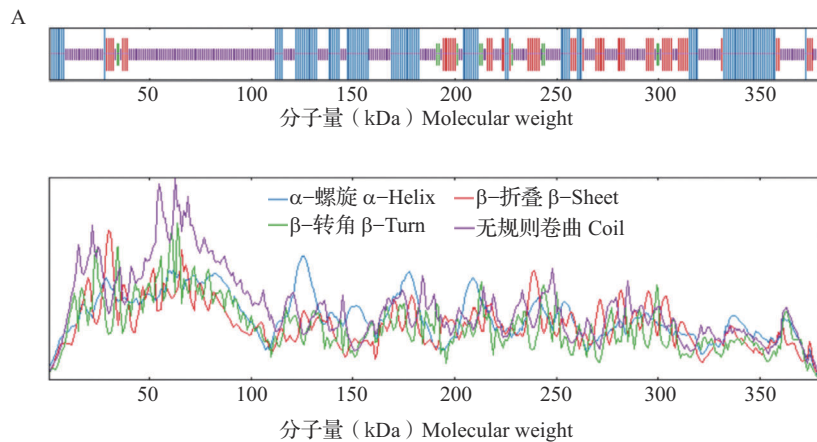 A
50 100 150 200 250 300 350
分子量（kDa）Molecular weight
α-螺旋 α-Helix β-折叠 β-Sheet
β-转角 β-Turn 无规则卷曲 Coil
50 100 150 200 250 300 350
分子量（kDa）Molecular weight